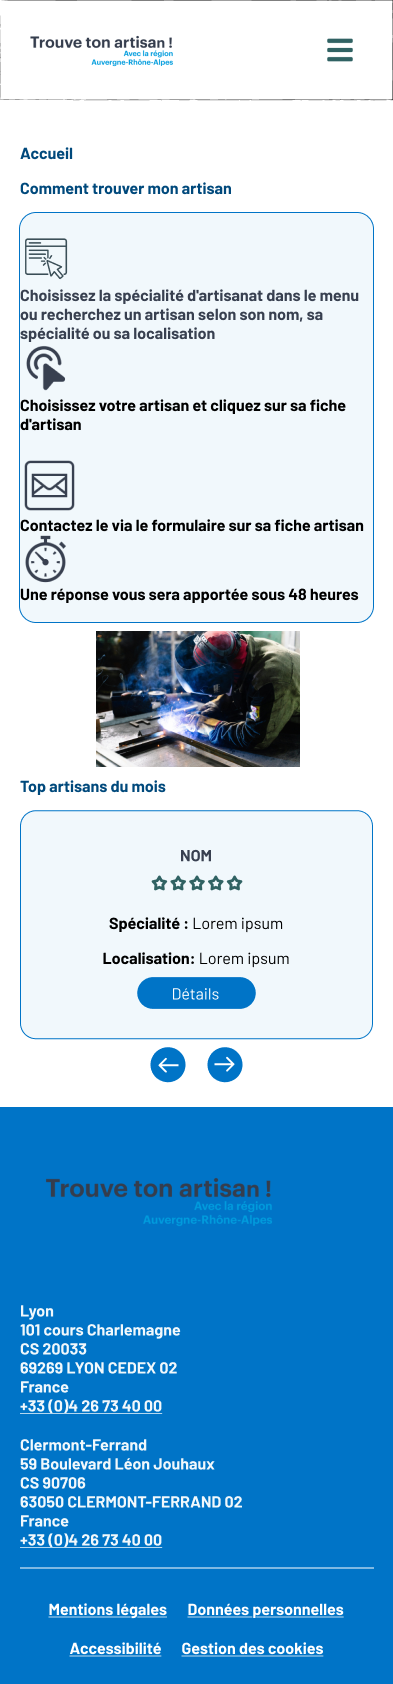 Trouve ton artisan !
Avec la région
Auvergne-Rhône-Alpes
Accueil
Comment trouver mon artisan
Choisissez la spécialité d'artisanat dans le menu
ou recherchez un artisan selon son nom, sa
spécialité ou sa localisation
Choisissez votre artisan et cliquez sur sa fiche
d'artisan
Contactez le via le formulaire sur sa fiche artisan
Une réponse vous sera apportée sous 48 heures
Top artisans du mois
NOM
Spécialité : Lorem ipsum
Localisation: Lorem ipsum
Détails
Trouve ton artisan !
Avec la région
Auvergne-Rhône-Alpes
Lyon
101 cours Charlemagne
CS 20033
69269 LYON CEDEX 02
France
+33 (0)4 26 73 40 00
Clermont-Ferrand
59 Boulevard Léon Jouhaux
CS 90706
63050 CLERMONT-FERRAND 02
France
+33 (0)4 26 73 40 00
Mentions légales Données personnelles
Accessibilité Gestion des cookies